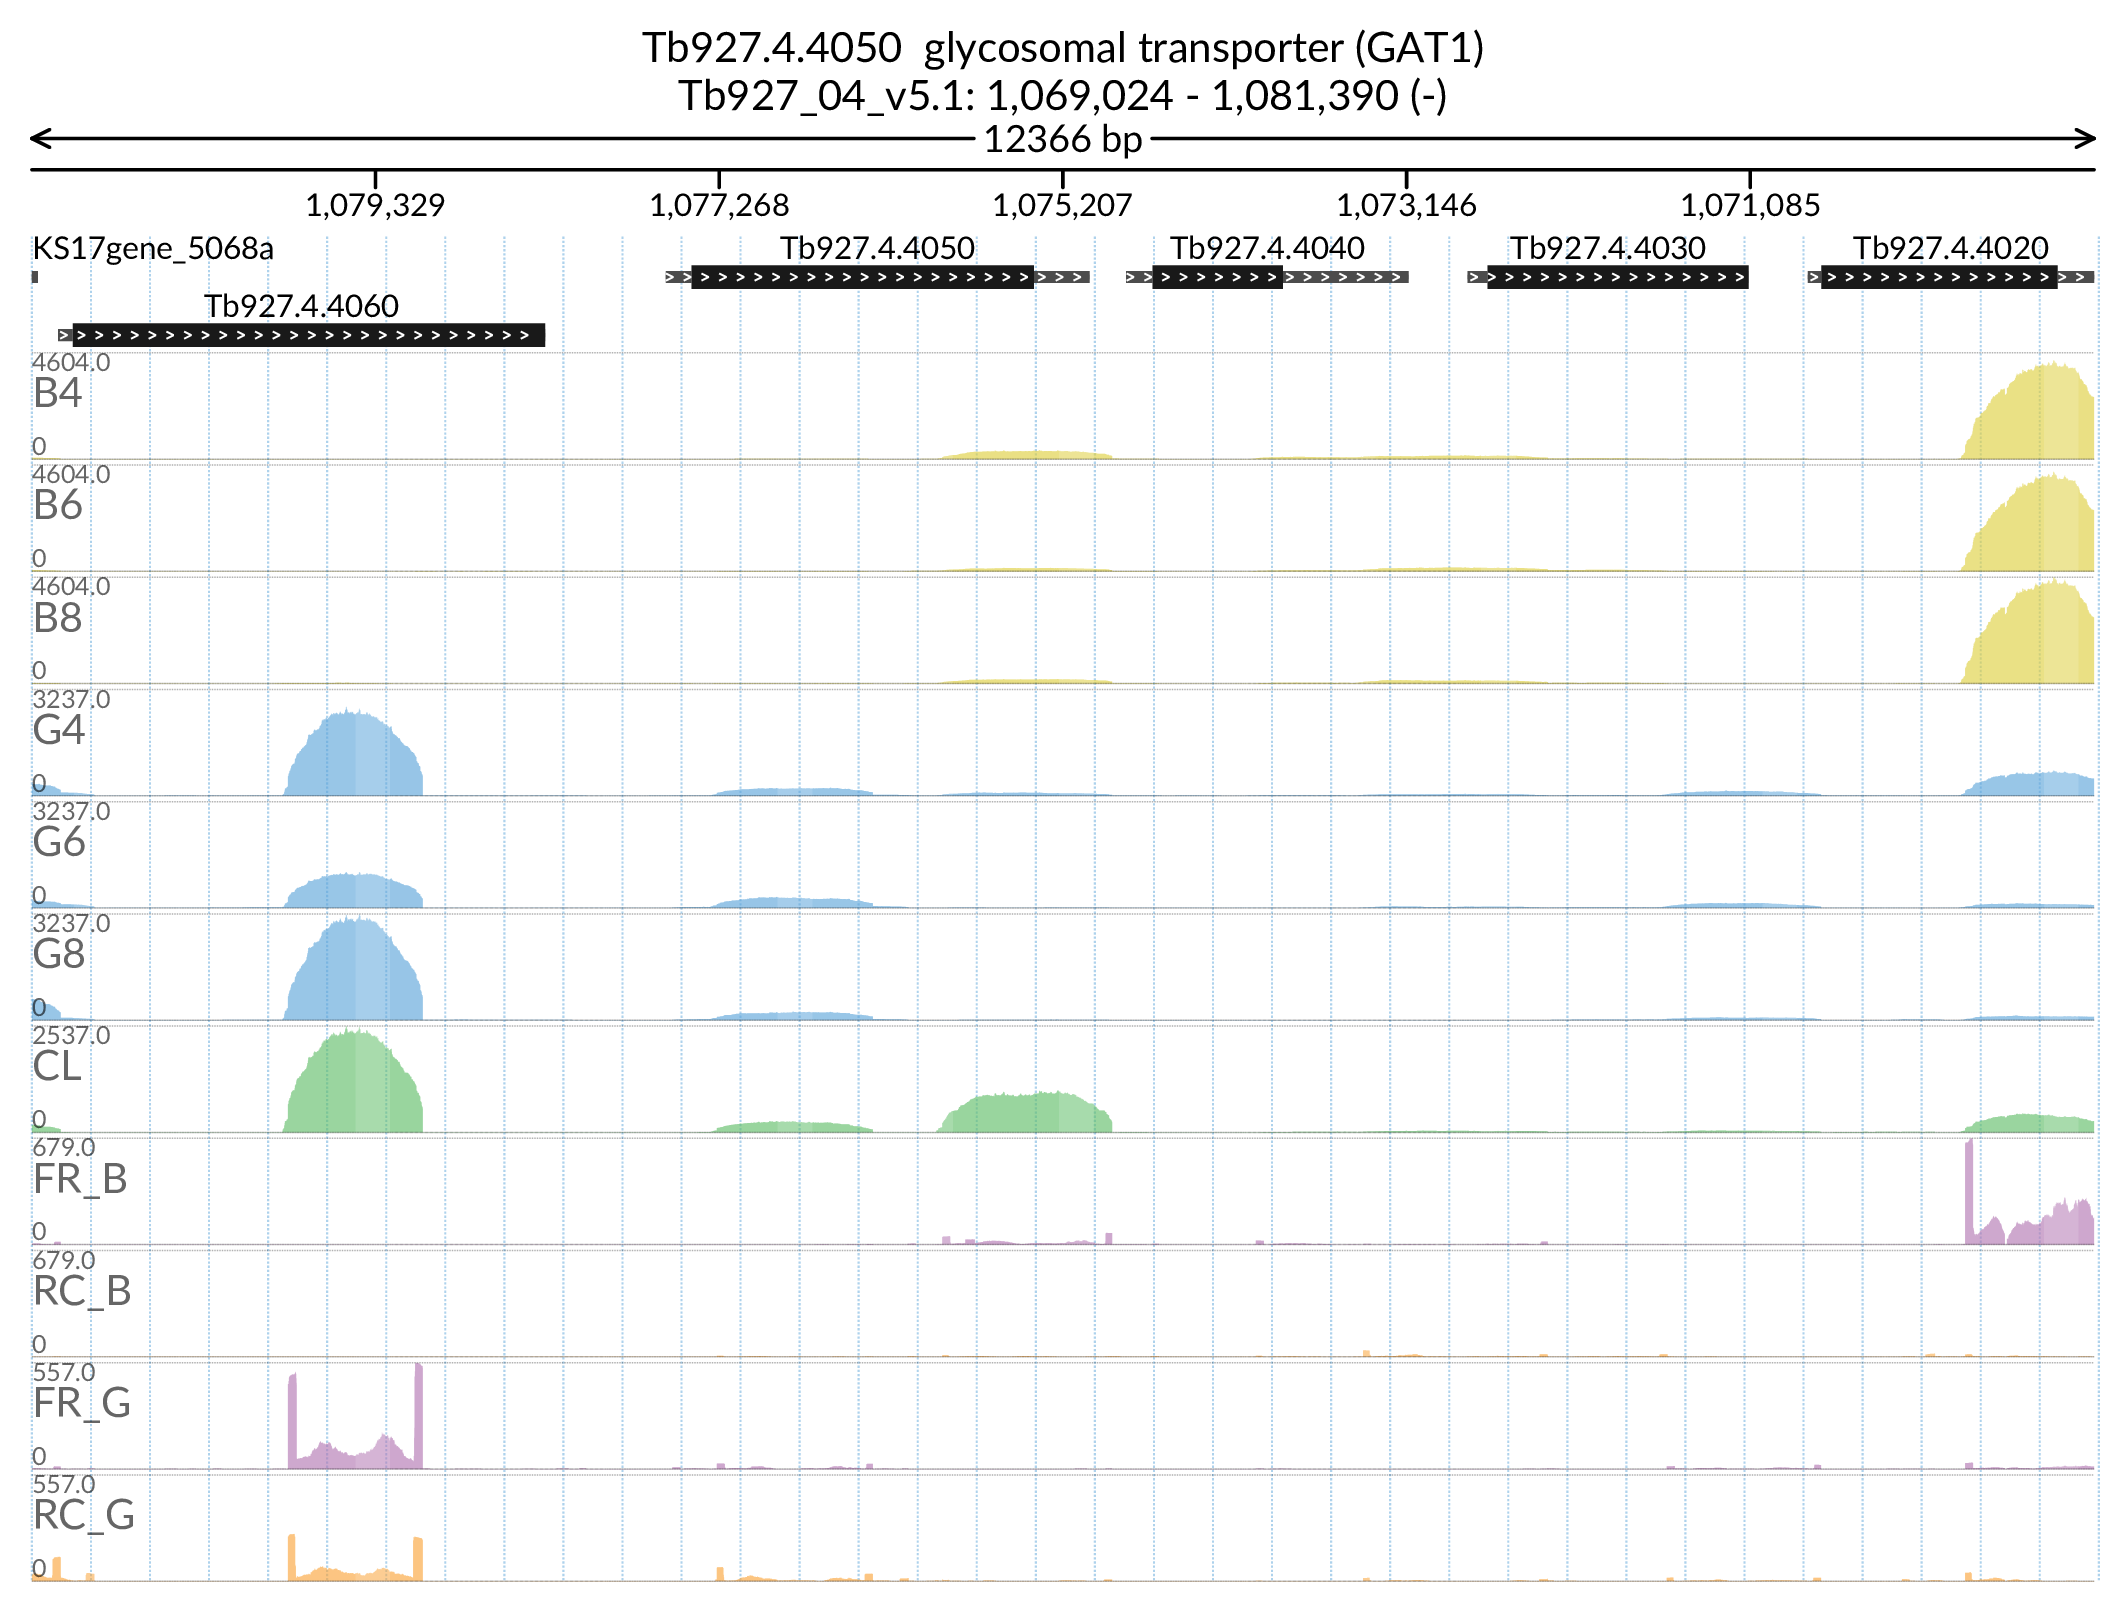 Tb927.4.4050  glycosomal transporter (GAT1)
Tb927_04_v5.1: 1,069,024 - 1,081,390 (-)
12366 bp
1,079,329 1,077,268 1,075,207 1,073,146 1,071,085
KS17gene_5068a Tb927.4.4050 Tb927.4.4040 Tb927.4.4030 Tb927.4.4020
Tb927.4.4060
4604.0
B4
0
4604.0
B6
0
4604.0
B8
0
3237.0
G4
0
3237.0
G6
0
3237.0
G8
0
2537.0
CL
0
679.0
FR_B
0
679.0
RC_B
0
557.0
FR_G
0
557.0
RC_G
0